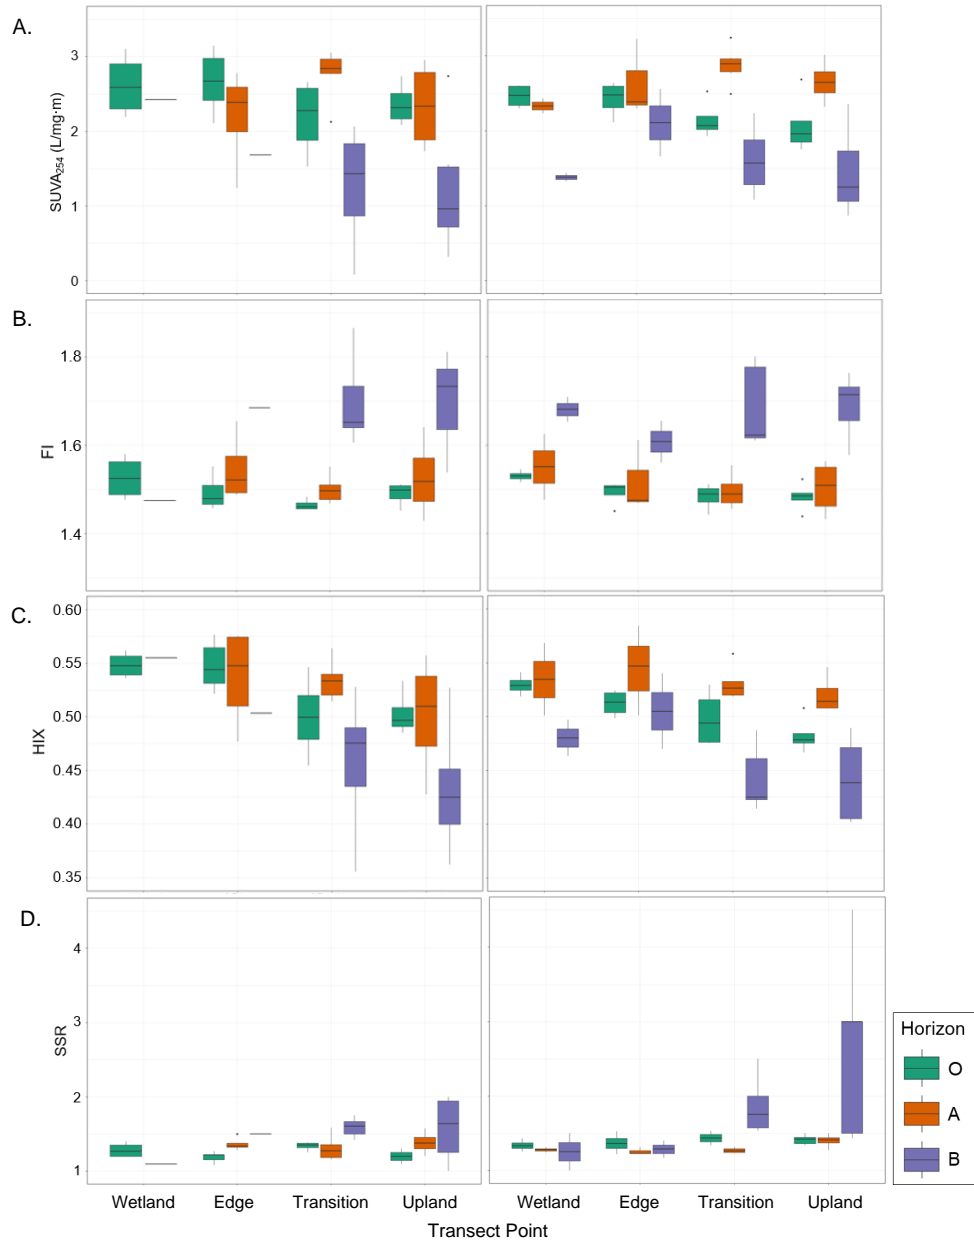 A.
SUVA254 (L/mg·m)
3
2
1
0
B.
FI
1.8
1.6
1.4
C.
HIX
0.60
0.55
0.50
0.45
0.40
0.35
D.
SSR
4
3
2
1
Wetland Edge Transition Upland Wetland Edge Transition Upland
Transect Point
Horizon
O
A
B